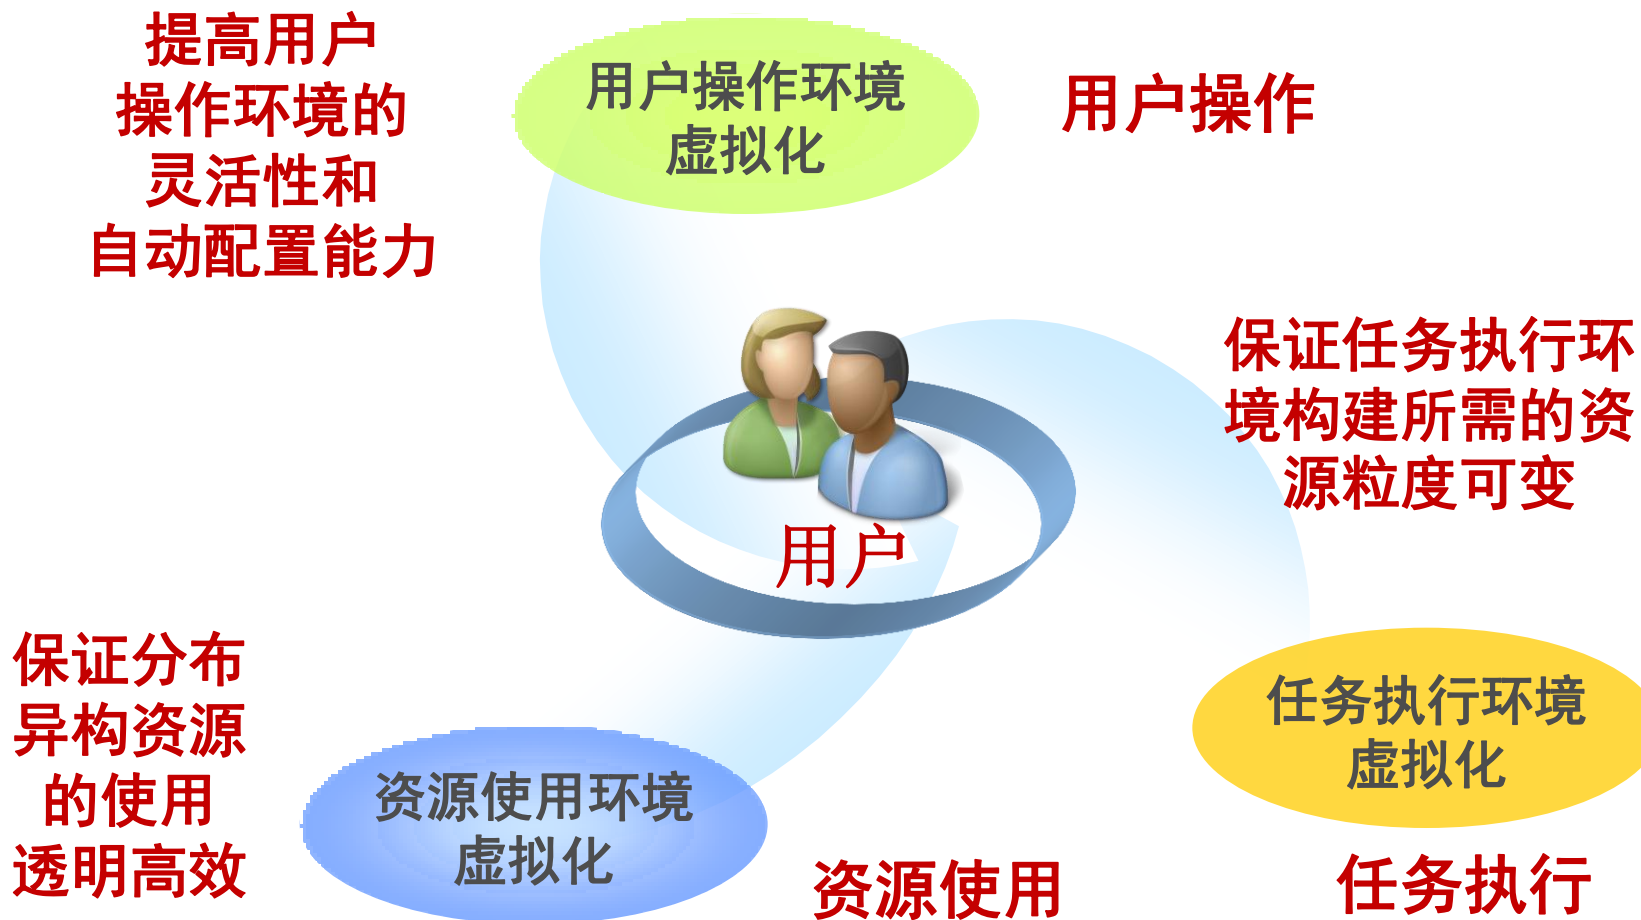 提高用户
操作环境的
灵活性和
自动配置能力
用户操作环境
虚拟化
用户操作
保证任务执行环
境构建所需的资
源粒度可变
用户
保证分布
异构资源
的使用
透明高效
资源使用环境
虚拟化
资源使用
任务执行环境
虚拟化
任务执行